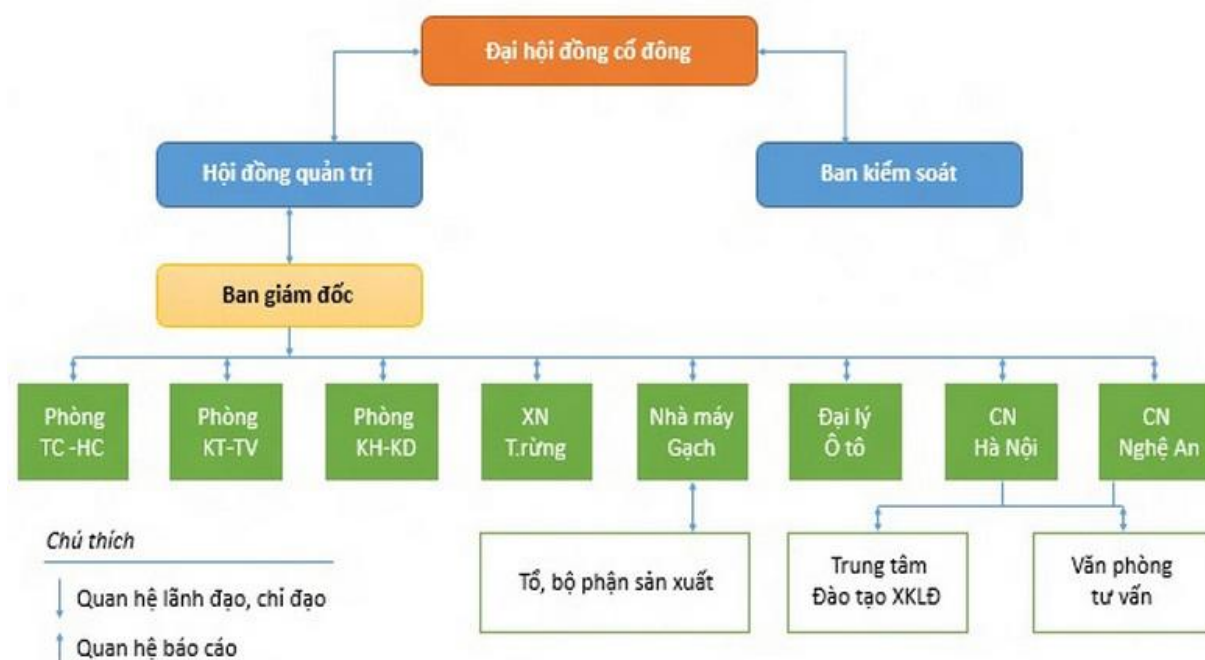 Đại hội đồng cổ đông
Hội đồng quản trị
Ban kiểm soát
Ban giám đốc
Phòng
TC -HC
Phòng
KT-TV
Phòng
KH-KD
XN
T.rừng
Nhà máy
Gạch
Đại lý
Ô tô
CN
Hà Nội
CN
Nghệ An
Tổ, bộ phận sản xuất
Trung tâm
Đào tạo XKLĐ
Văn phòng
tư vấn
Chú thích
Quan hệ lãnh đạo, chỉ đạo
Quan hệ báo cáo